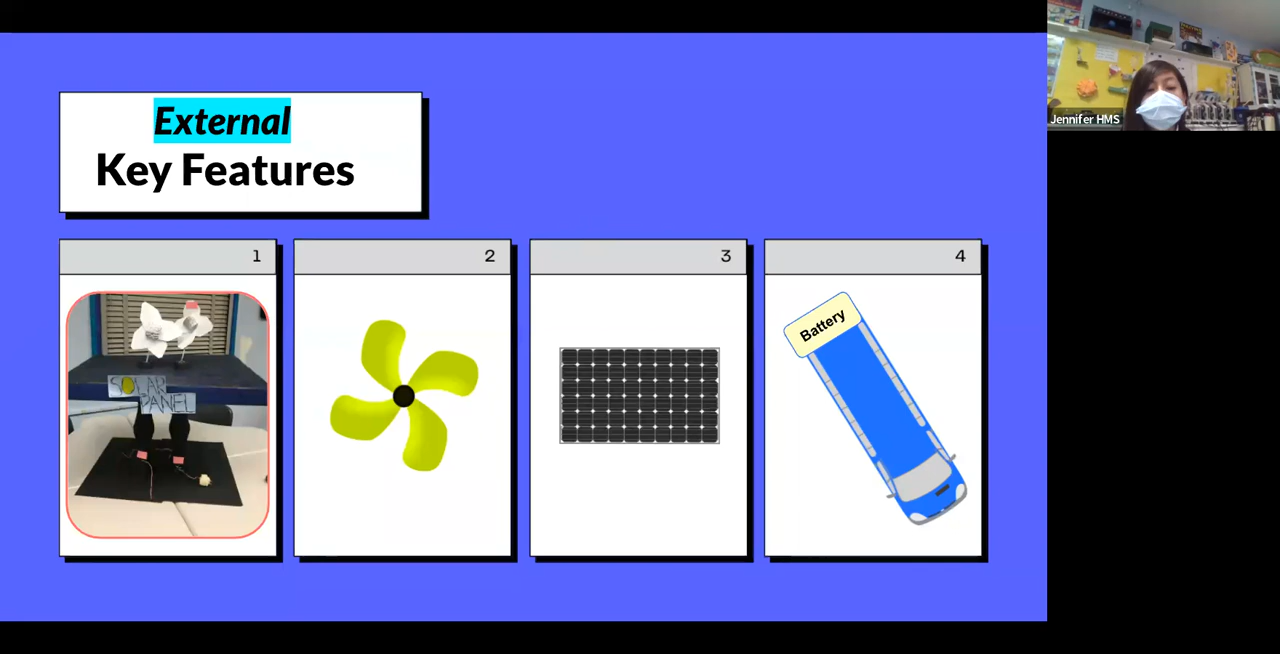 External
Key Features
1
2
3
4
SOLAR
PANEL
Battery
Jennifer HMS